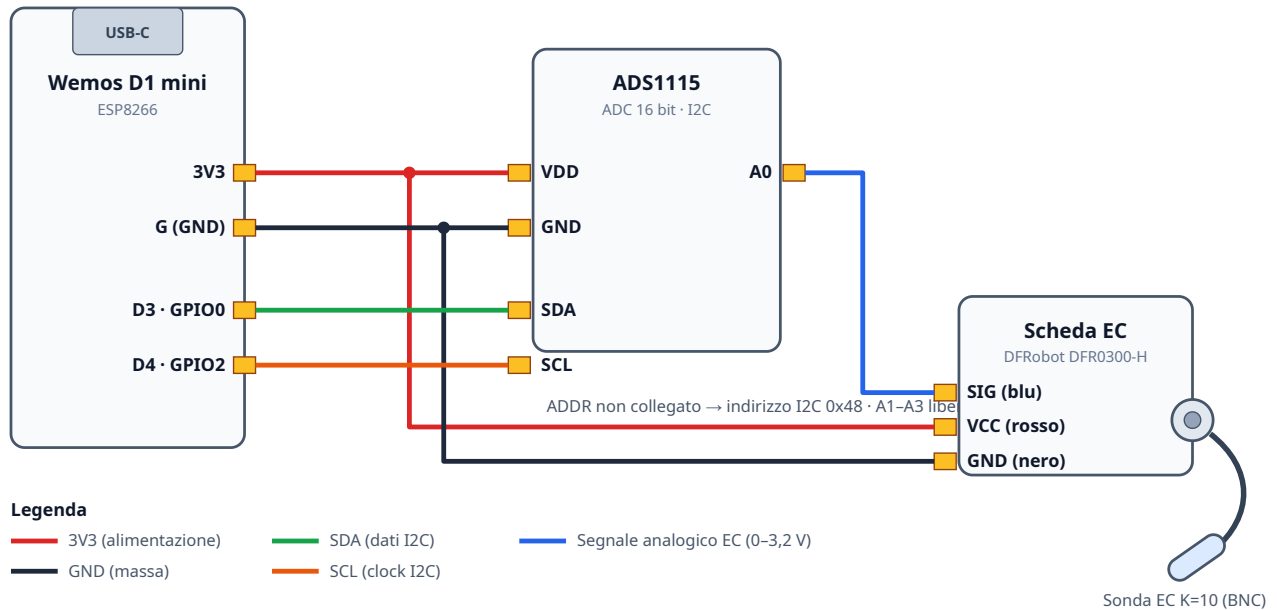 USB-C
Wemos D1 mini
ESP8266
3V3
G (GND)
D3 · GPIO0
D4 · GPIO2
ADS1115
ADC 16 bit · I2C
VDD
A0
GND
SDA
SCL
ADDR non collegato → indirizzo I2C 0x48 · A1–A3 liber
Scheda EC
DFRobot DFR0300-H
SIG (blu)
VCC (rosso)
GND (nero)
Legenda
3V3 (alimentazione)
SDA (dati I2C)
Segnale analogico EC (0–3,2 V)
GND (massa)
SCL (clock I2C)
Sonda EC K=10 (BNC)